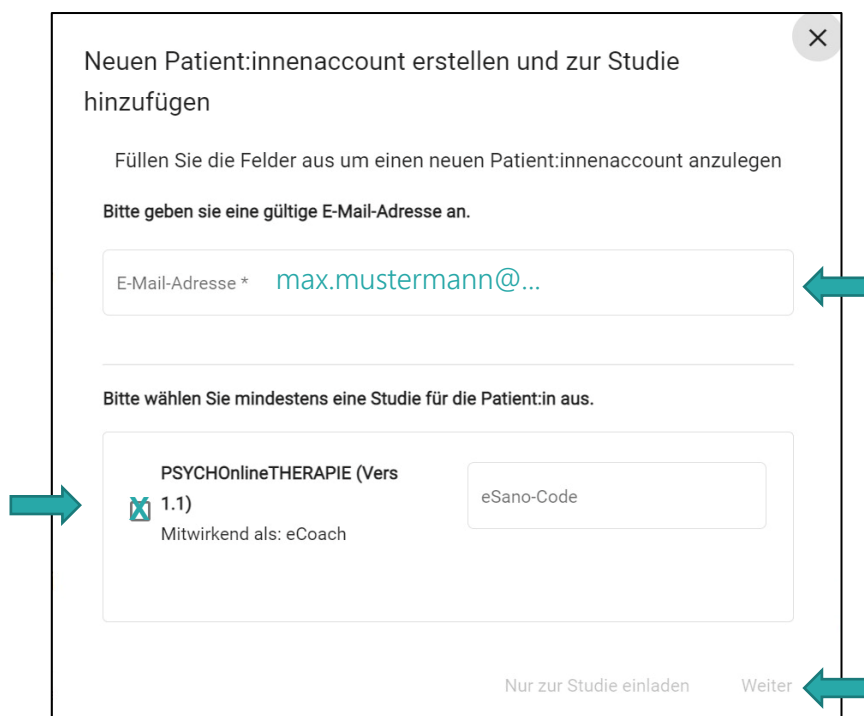 Neuen Patient:innenaccount erstellen und zur Studie
hinzufügen
Füllen Sie die Felder aus um einen neuen Patient:innenaccount anzulegen
Bitte geben sie eine gültige E-Mail-Adresse an.
E-Mail-Adresse * max.mustermann@...
Bitte wählen Sie mindestens eine Studie für die Patient:in aus.
PSYCHOnlineTHERAPIE (Vers
1.1)
Mitwirkend als: eCoach
eSano-Code
Nur zur Studie einladen Weiter